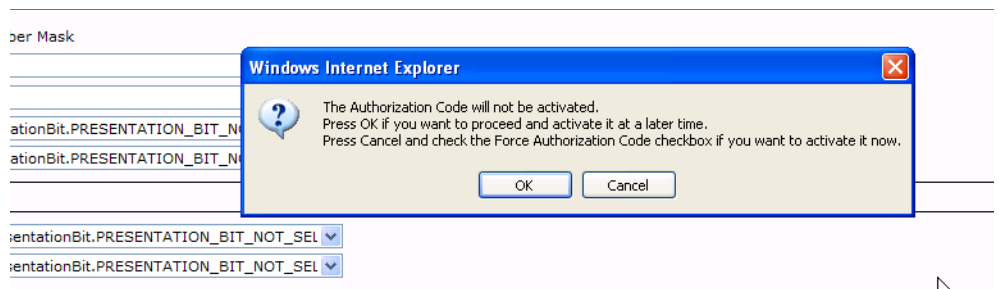 ber Mask
Windows Internet Explorer
The Authorization Code will not be activated.
Press OK if you want to proceed and activate it at a later time.
Press Cancel and check the Force Authorization Code checkbox if you want to activate it now.
ationBit.PRESENTATION_BIT_N
ationBit.PRESENTATION_BIT_N
OK
Cancel
sentationBit.PRESENTATION_BIT_NOT_SEL
sentationBit.PRESENTATION_BIT_NOT_SEL